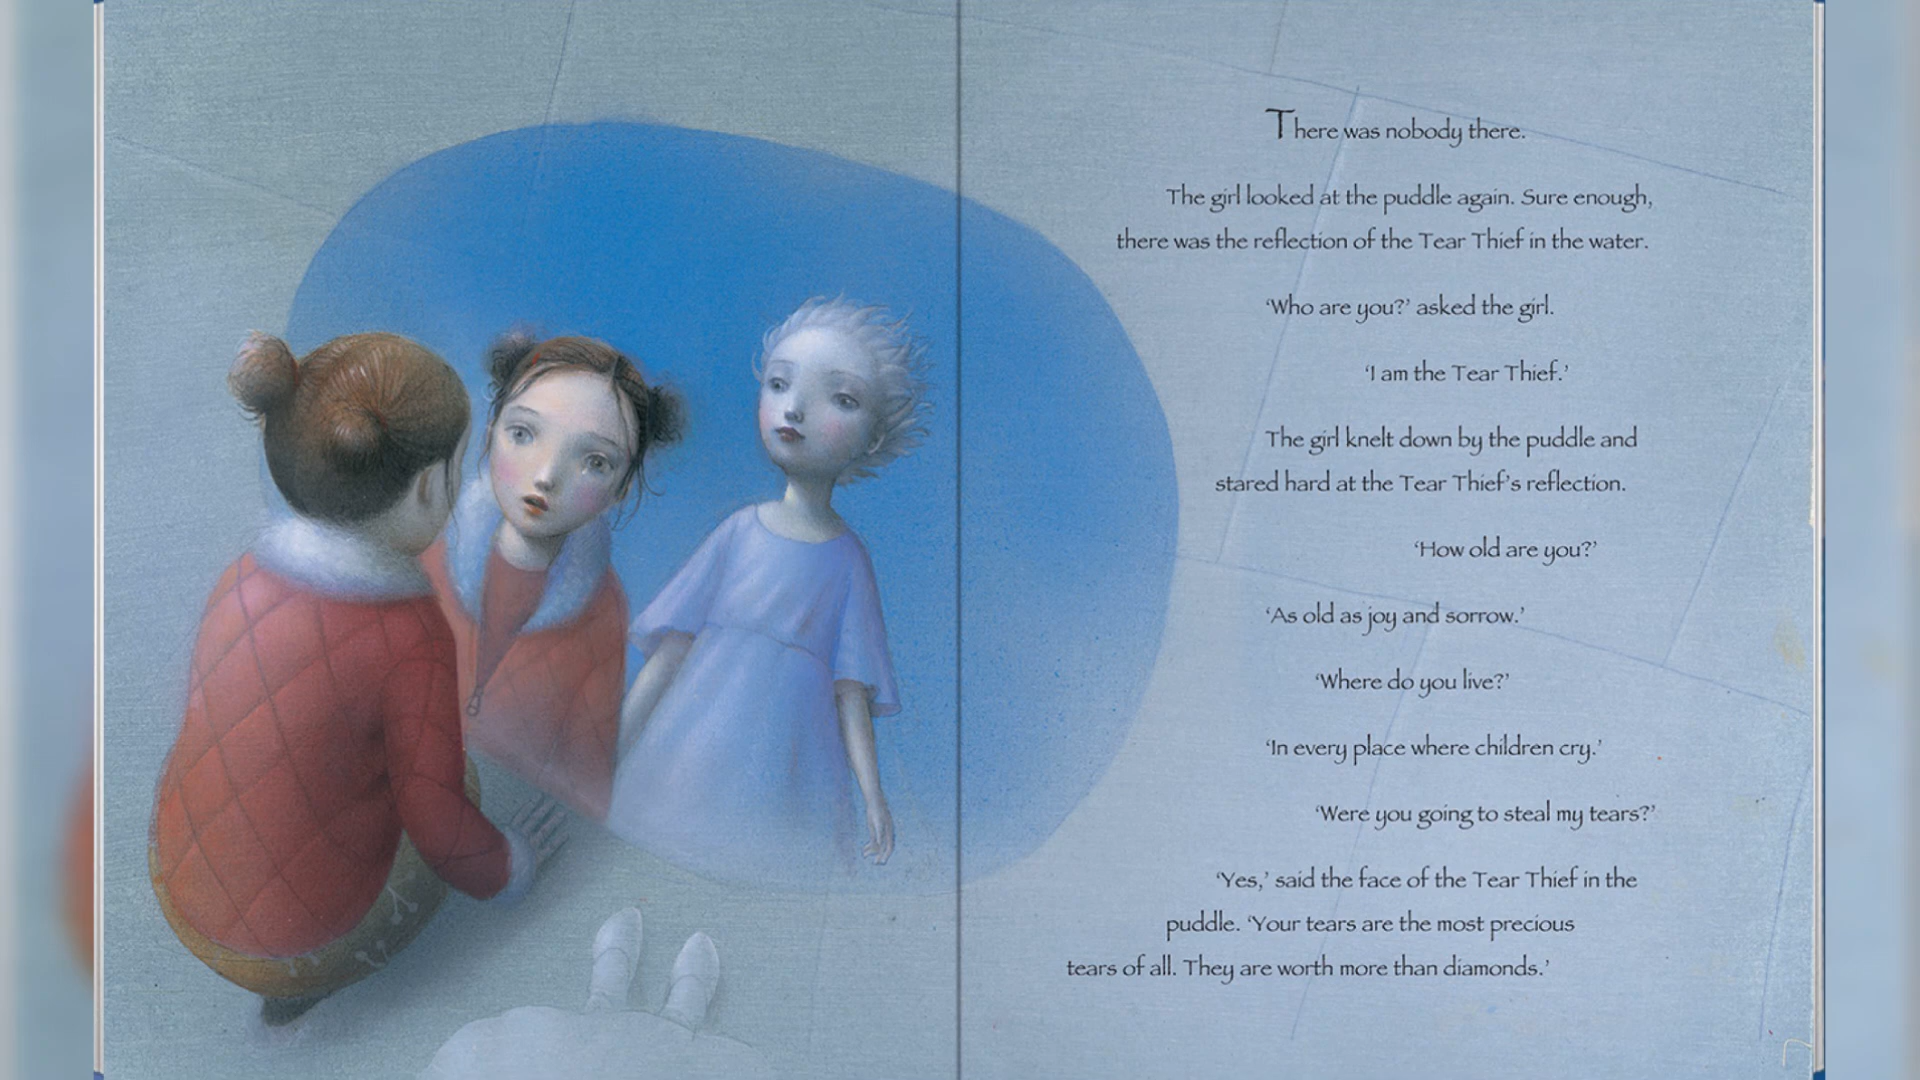 There was nobody there.
The girl looked at the puddle again. Sure enough,
there was the reflection of the Tear Thief in the water.
‘Who are you?’ asked the girl.
‘I am the Tear Thief.’
The girl knelt down by the puddle and
stared hard at the Tear Thief’s reflection.
‘How old are you?’
‘As old as joy and sorrow.’
‘Where do you live?’
‘In every place where children cry.’
‘Were you going to steal my tears?’
‘Yes,’ said the face of the Tear Thief in the
puddle. ‘Your tears are the most precious
tears of all. They are worth more than diamonds.’